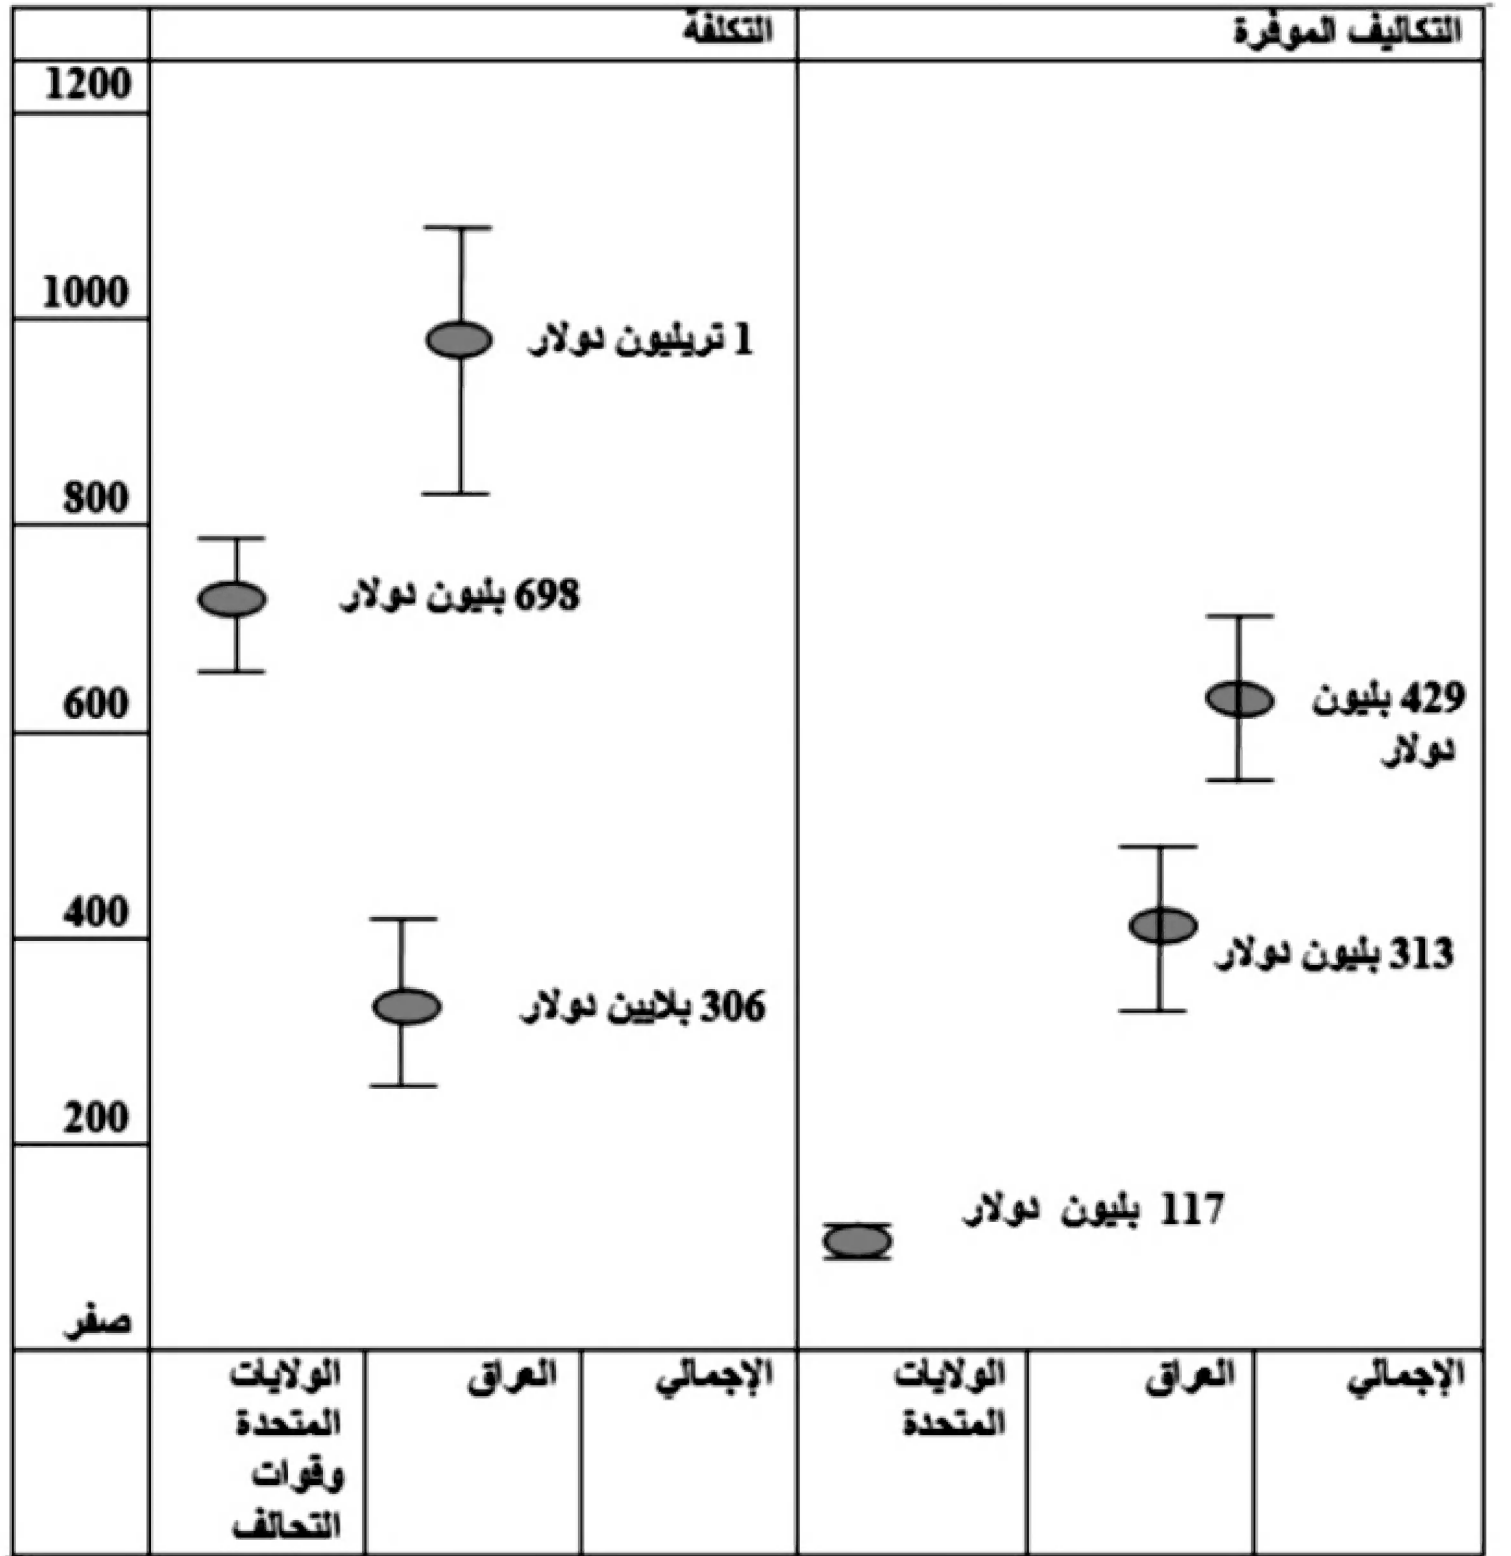 التكلفة
التكاليف الموفرة
1200
1000
1 تريليون دولار
800
698 بليون دولار
600
429 بليون
دولار
400
313 بليون دولار
306 بلايين دولار
200
117 بليون دولار
صفر
الولايات
المتحدة
وقوات
التحالف
العراق
الإجمالي
الولايات
المتحدة
العراق
الإجمالي